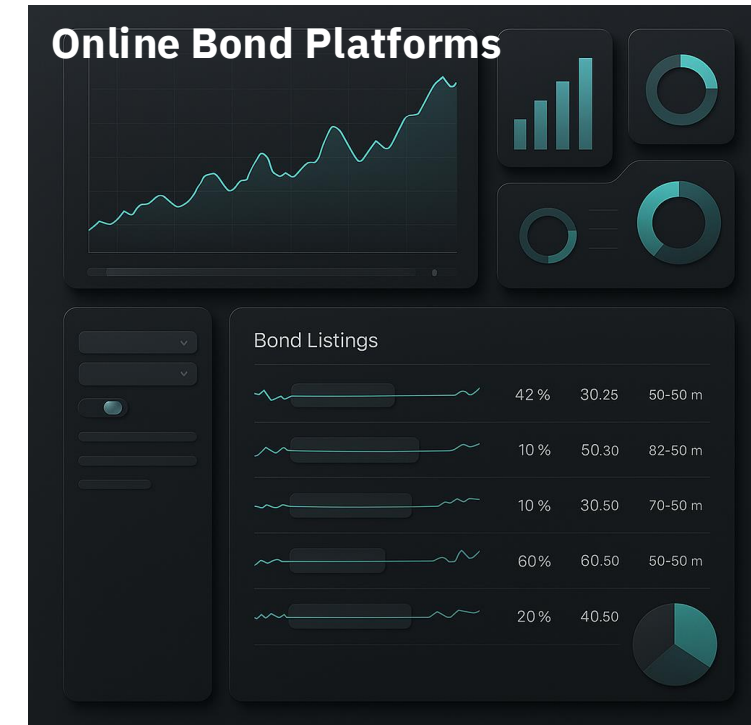 Online Bond Platforms
Bond Listings
42 % 30.25 50-50 m
10 % 50.30 82-50 m
10 % 30.50 70-50 m
60% 60.50 50-50 m
20 % 40.50